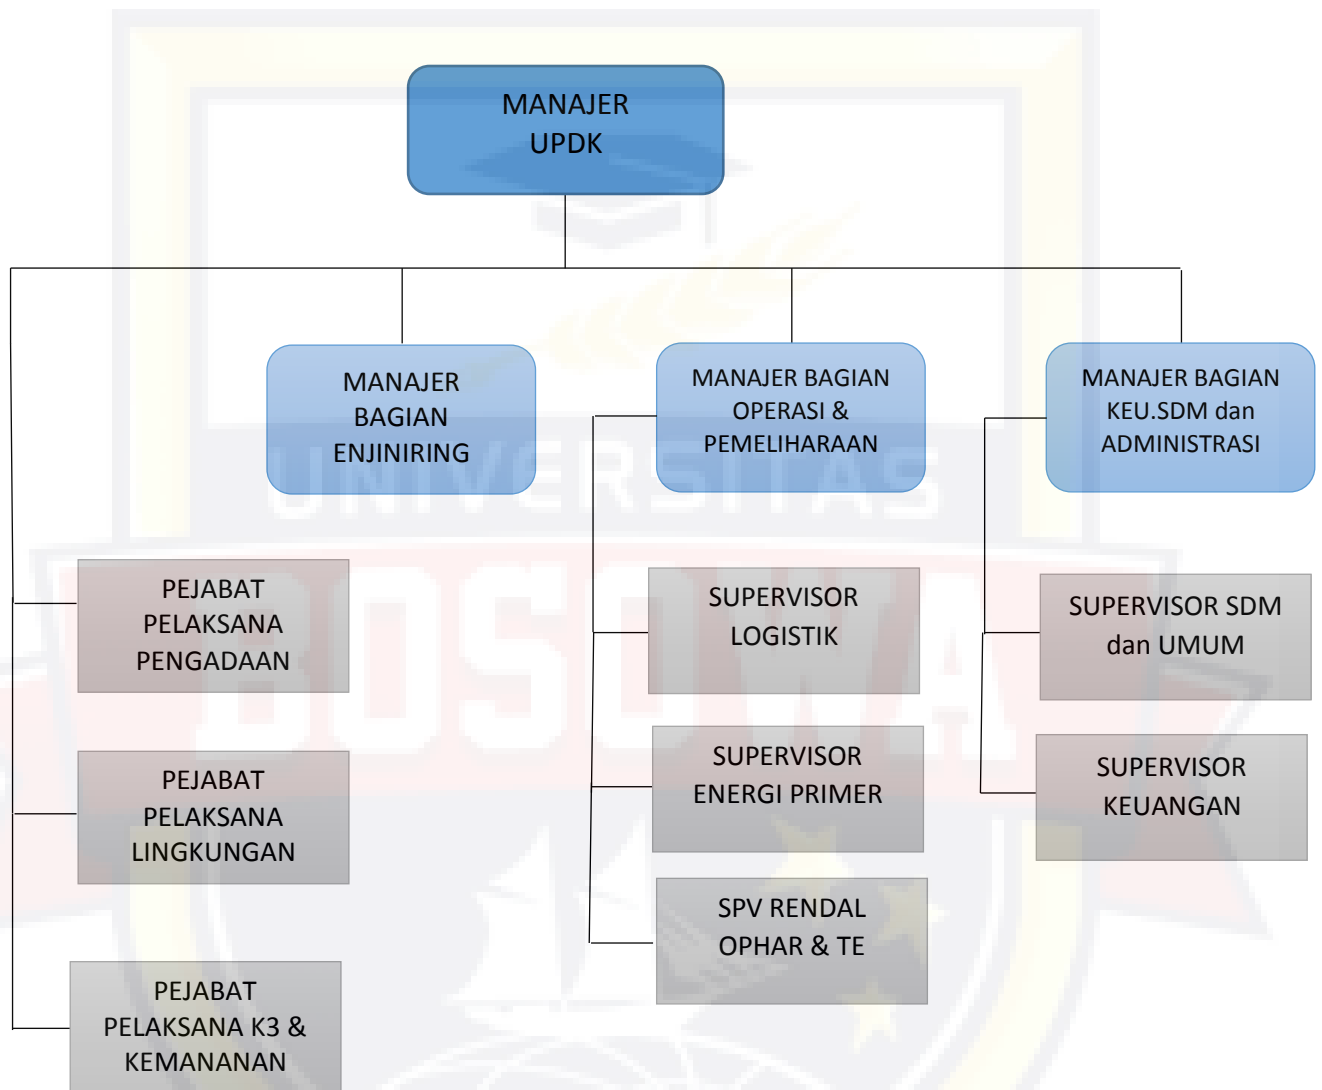 MANAJER
UPDK
MANAJER
BAGIAN
ENJINIRING
MANAJER BAGIAN
OPERASI &
PEMELIHARAAN
MANAJER BAGIAN
KEU.SDM dan
ADMINISTRASI
UNIVERSITAS
BOSOWA
PEJABAT
PELAKSANA
PENGADAAN
SUPERVISOR
LOGISTIK
SUPERVISOR SDM
dan UMUM
PEJABAT
PELAKSANA
LINGKUNGAN
SUPERVISOR
ENERGI PRIMER
SUPERVISOR
KEUANGAN
SPV RENDAL
OPHAR & TE
PEJABAT
PELAKSANA K3 &
KEMANANAN